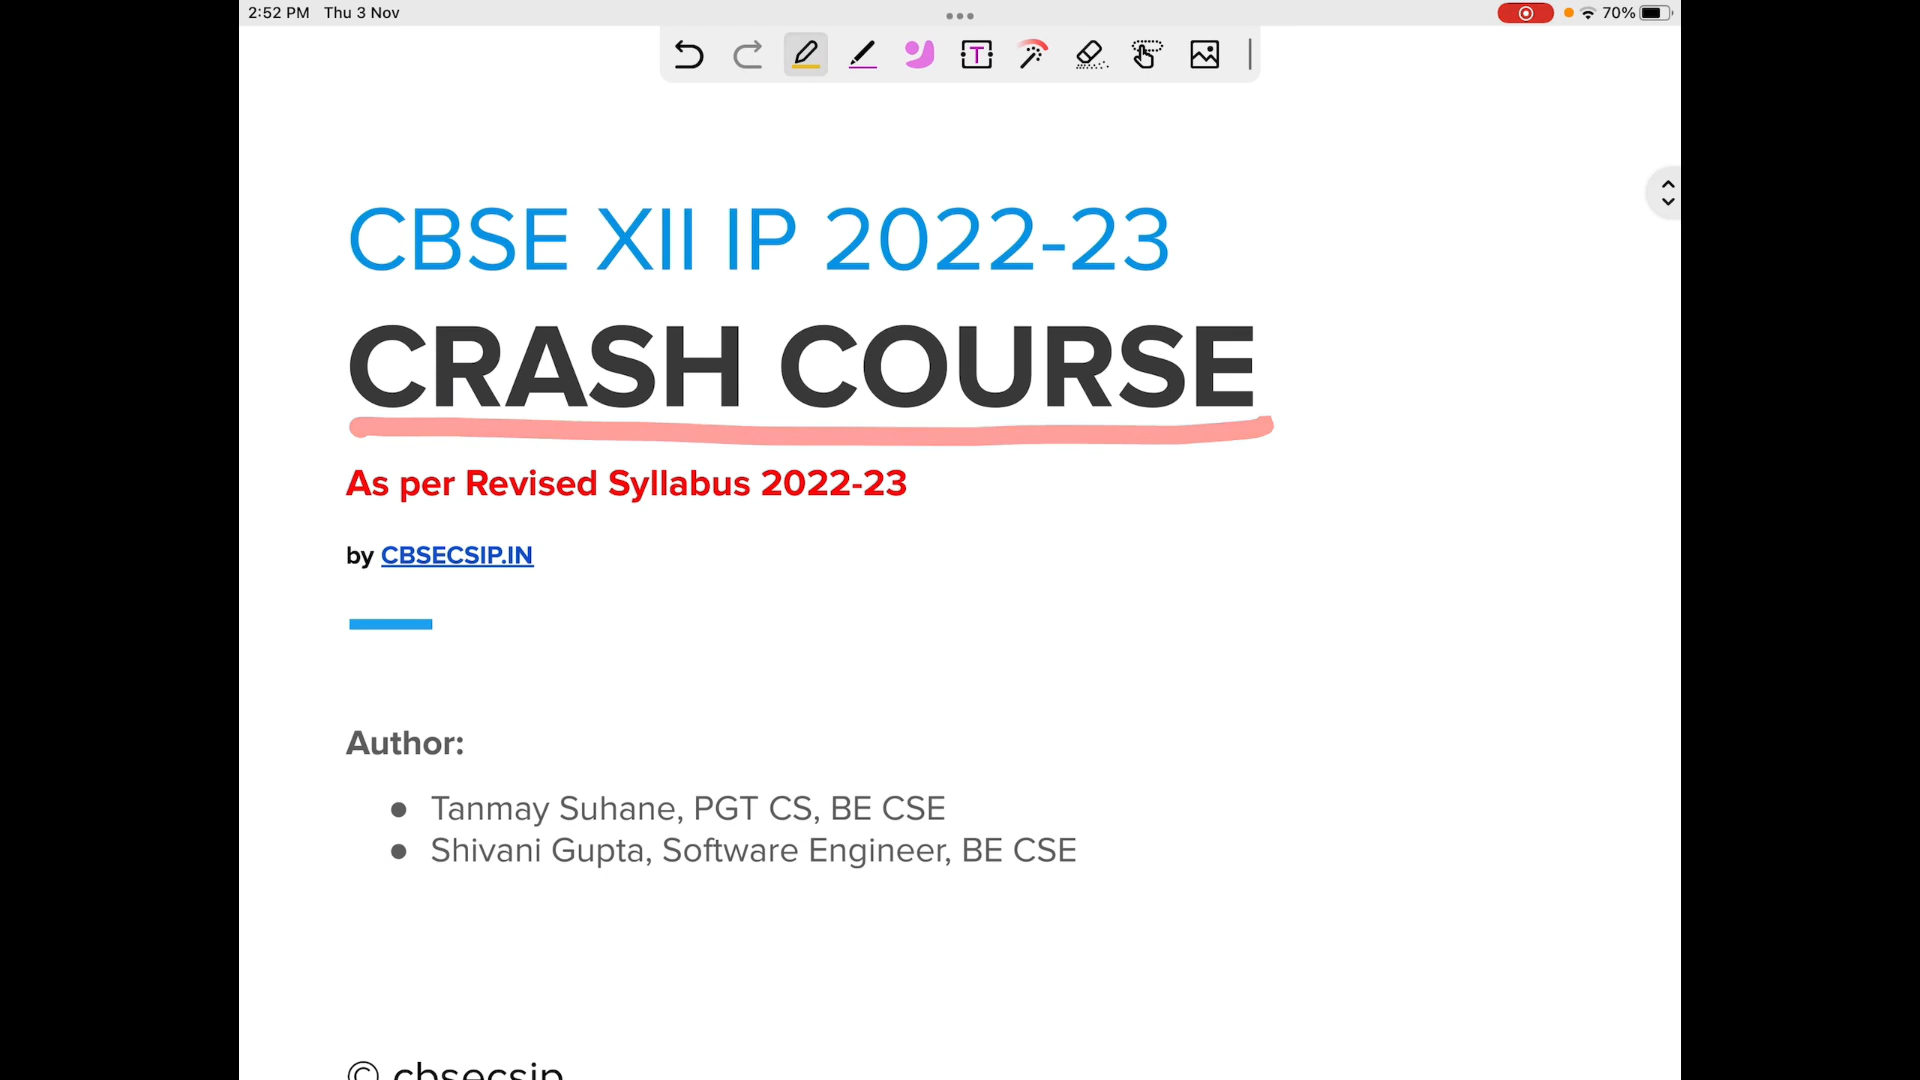 2:52 PM Thu 3 Nov
70%
T
CBSE XII IP 2022-23
CRASH COURSE
As per Revised Syllabus 2022-23
by CBSECSIP.IN
Author:
● Tanmay Suhane, PGT CS, BE CSE
● Shivani Gupta, Software Engineer, BE CSE
© cbsecsip